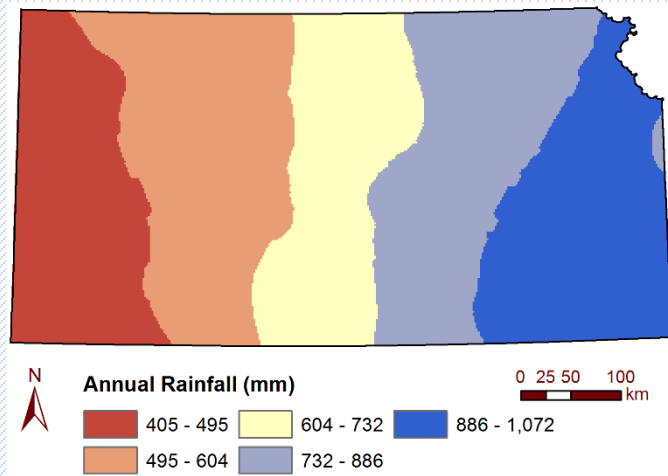 N
Annual Rainfall (mm)
0 25 50 100
km
405 - 495
604 - 732
886 - 1,072
495 - 604
732 - 886